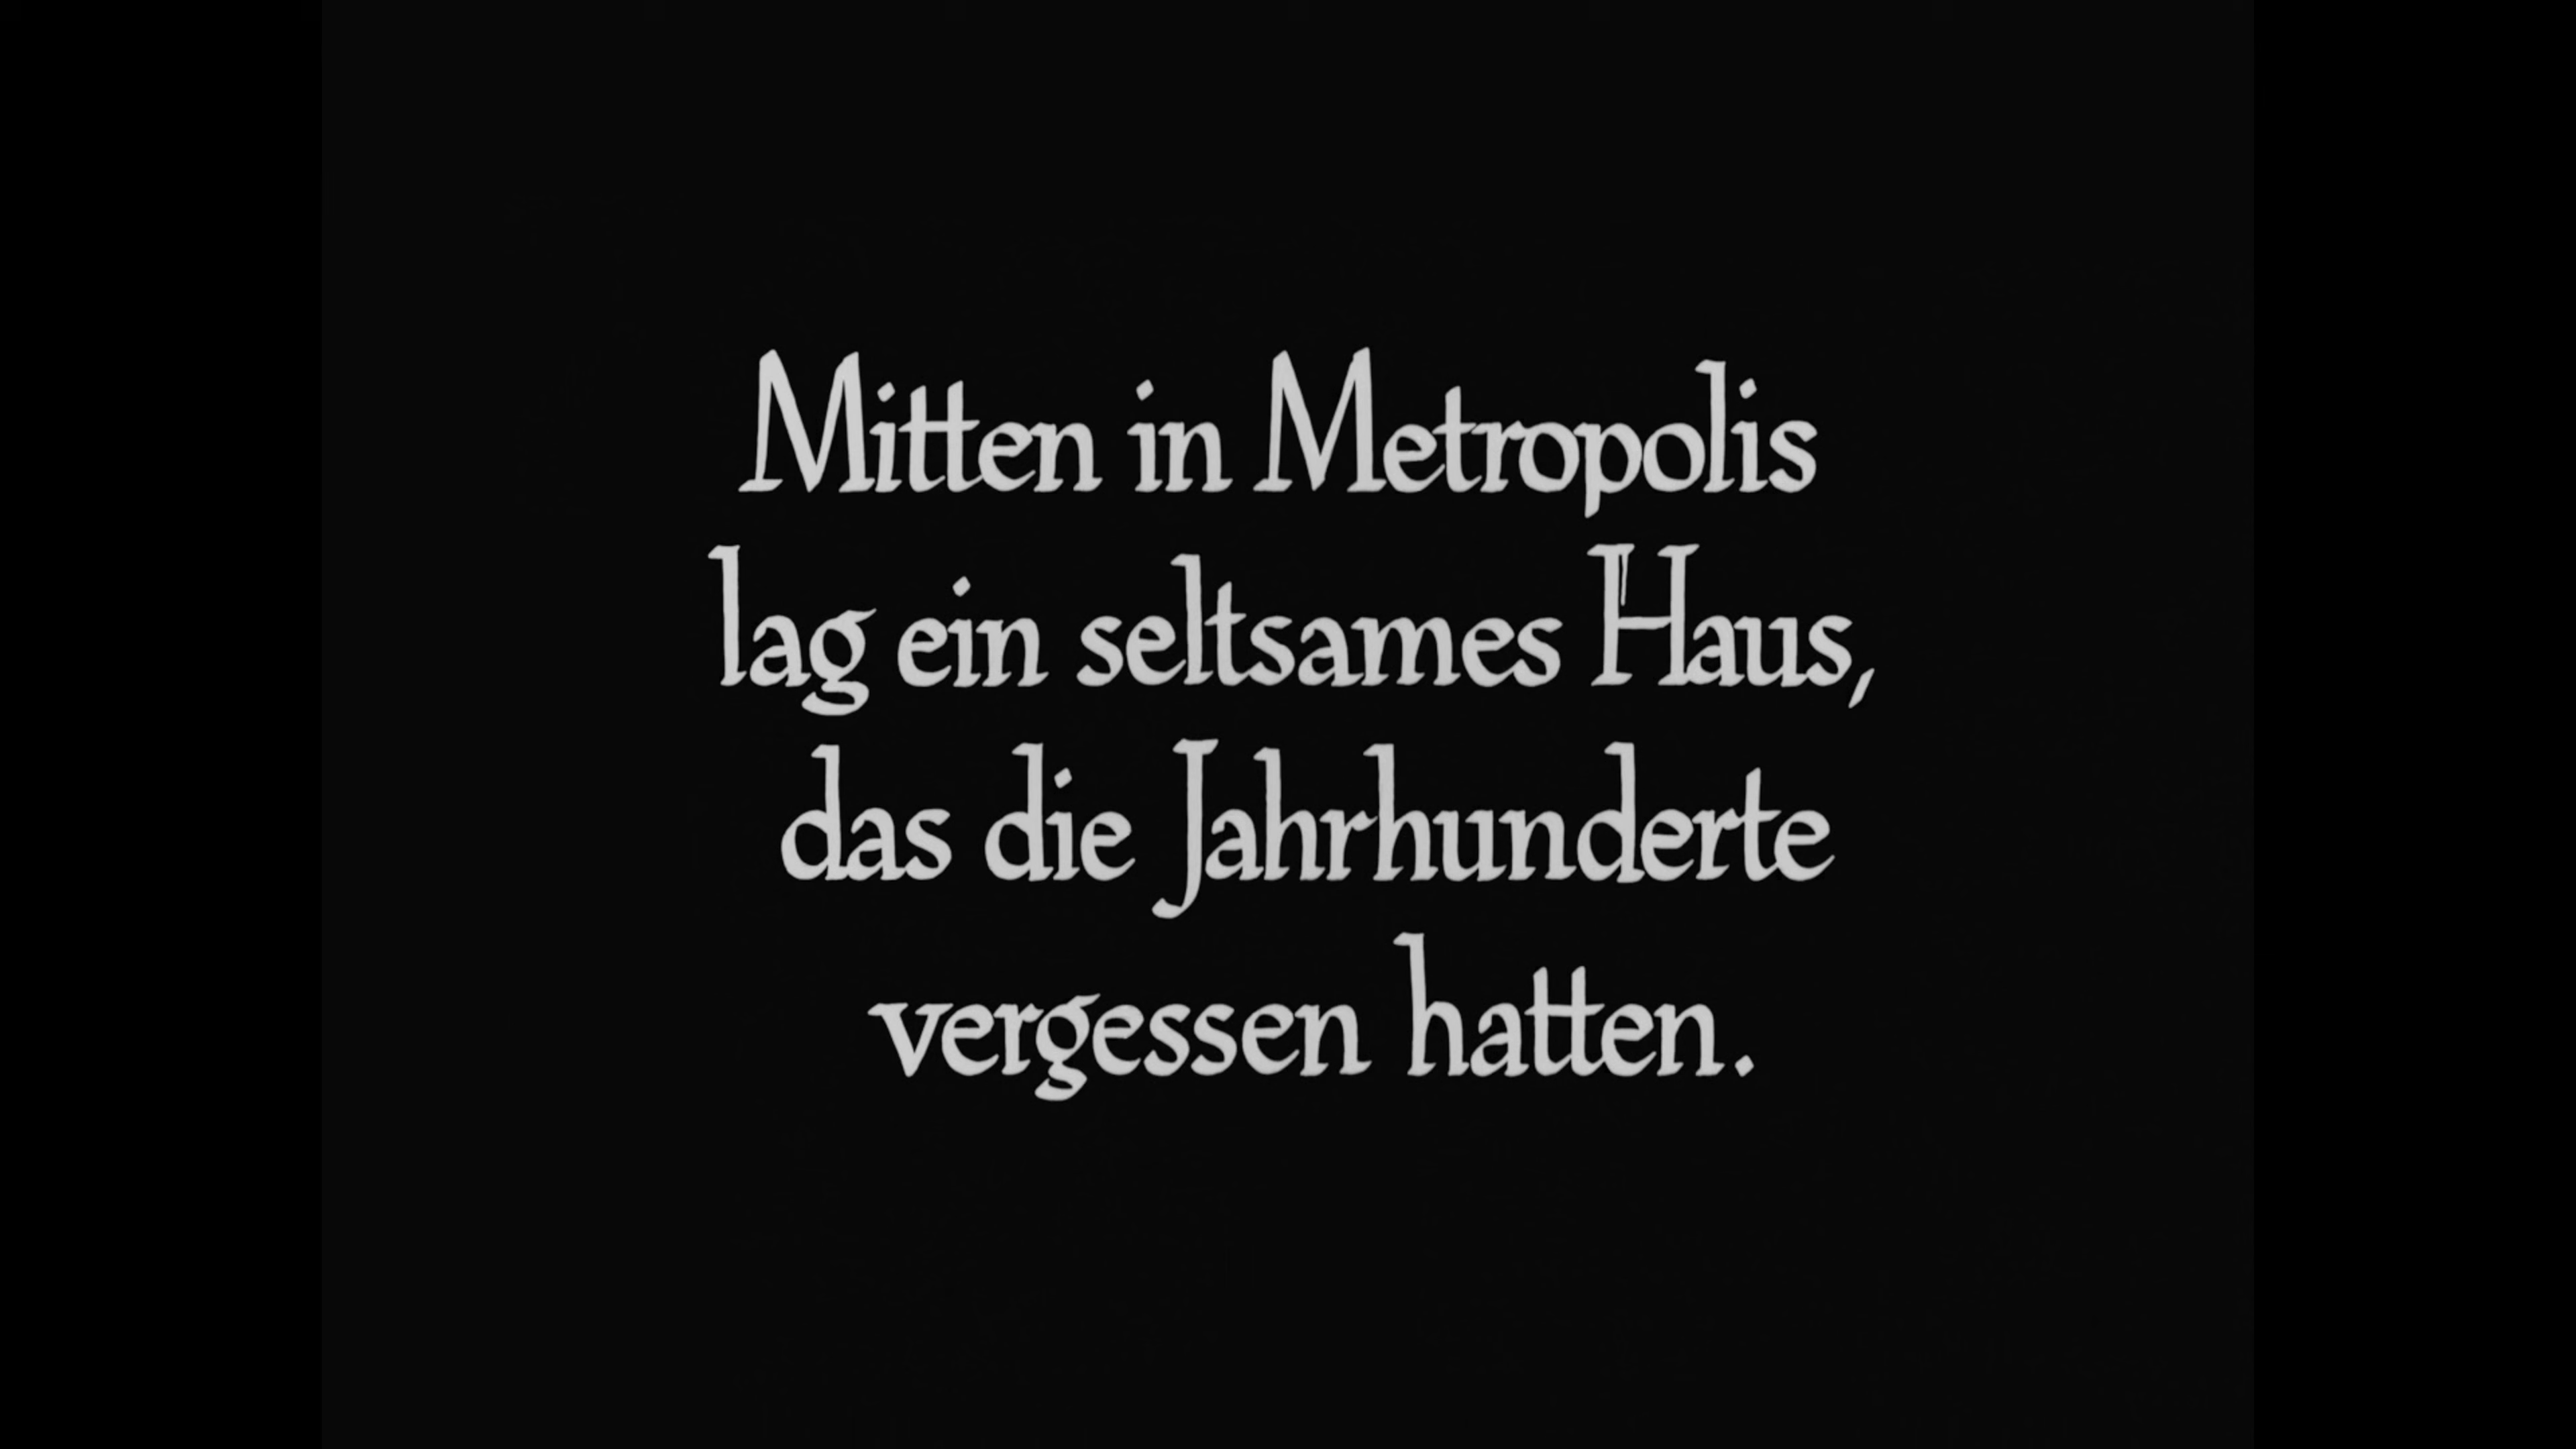 Mitten in Metropolis
lag ein seltsames Haus,
das die Jahrhunderte
vergessen hatten.